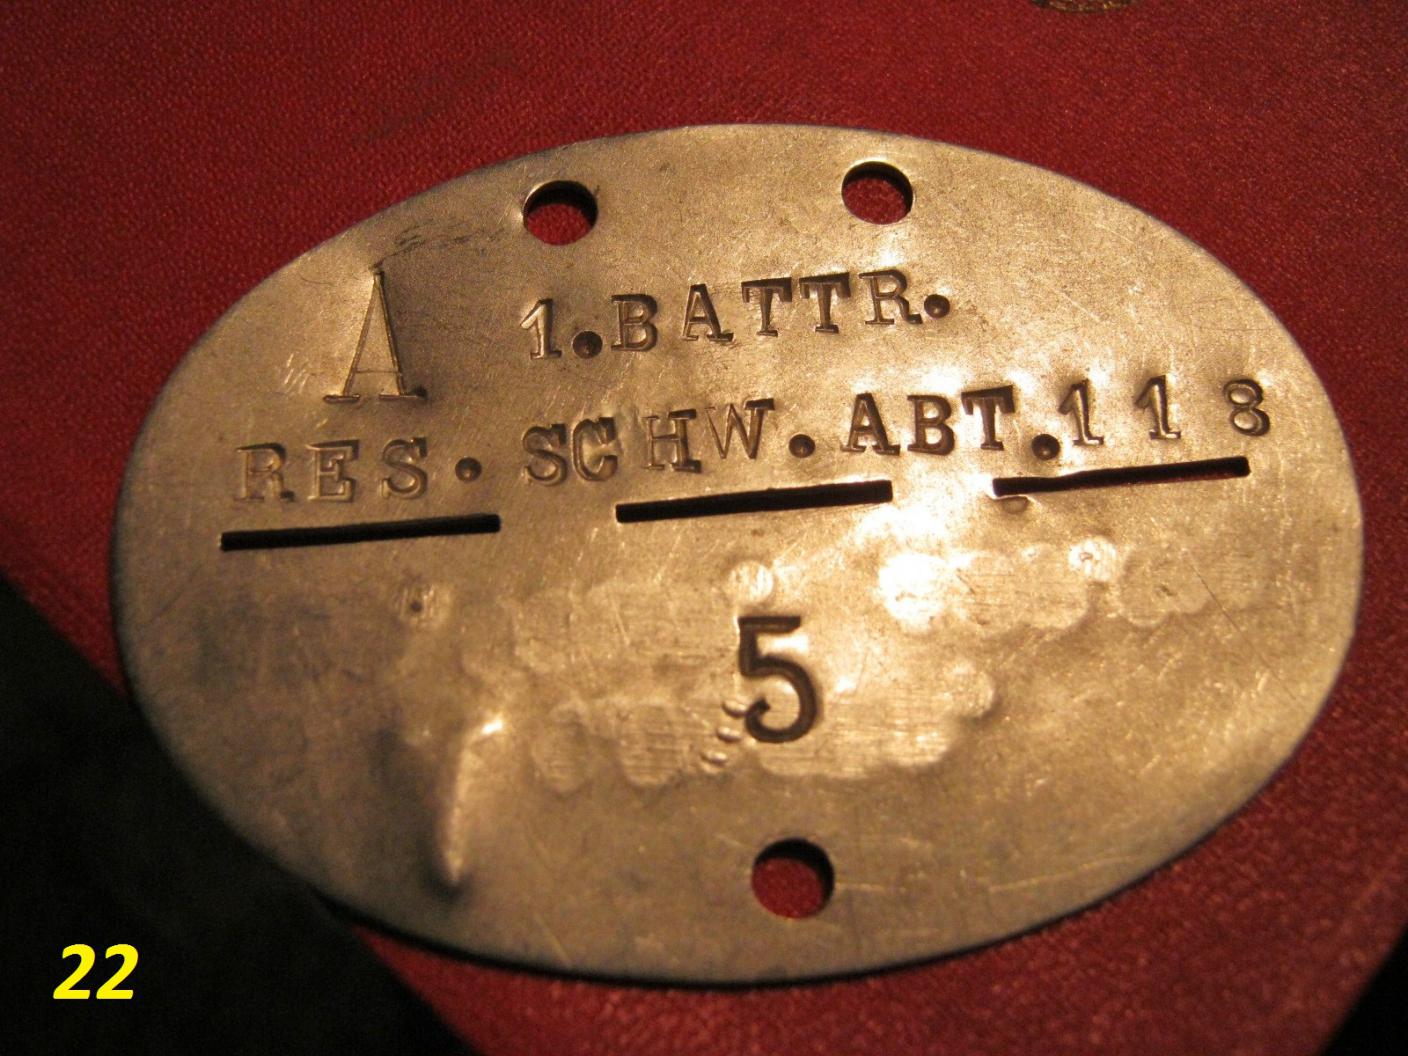 A 1.BATTR.
RES.SCHW.ABT.118
5
22